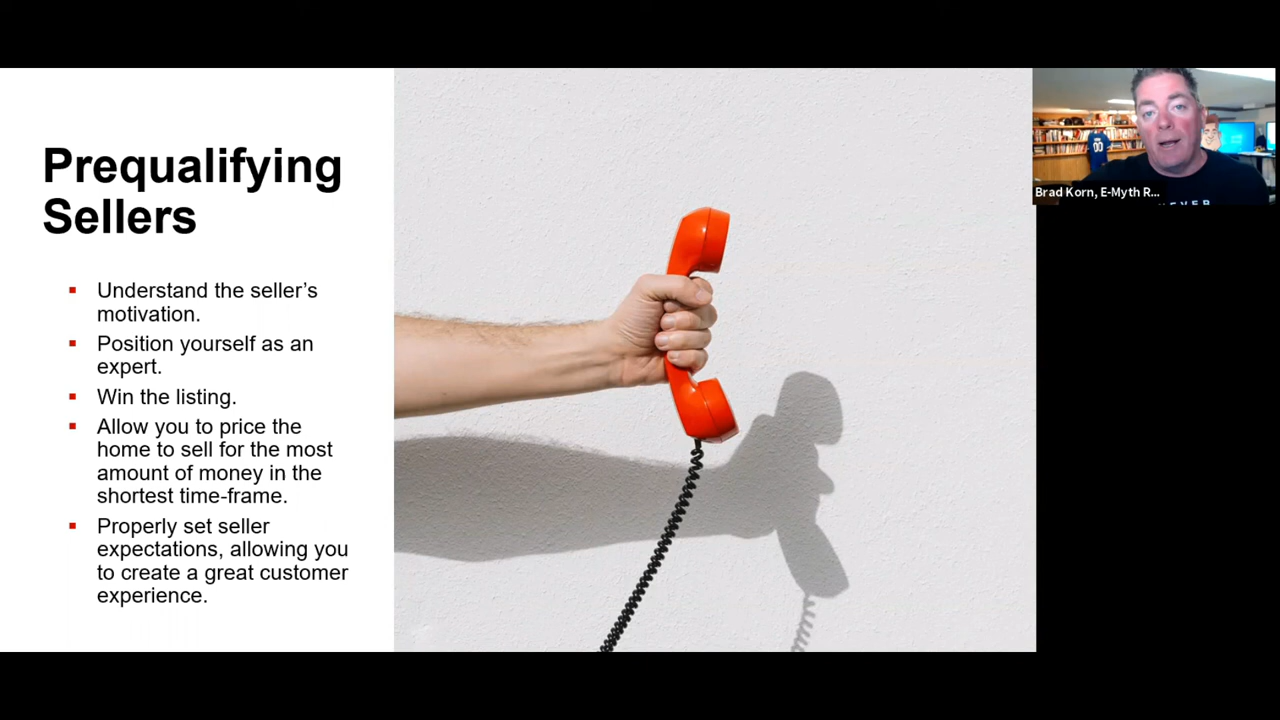 Prequalifying
Sellers
▪ Understand the seller’s
motivation.
▪ Position yourself as an
expert.
▪ Win the listing.
▪ Allow you to price the
home to sell for the most
amount of money in the
shortest time-frame.
▪ Properly set seller
expectations, allowing you
to create a great customer
experience.
00
Brad Korn, E-Myth R...